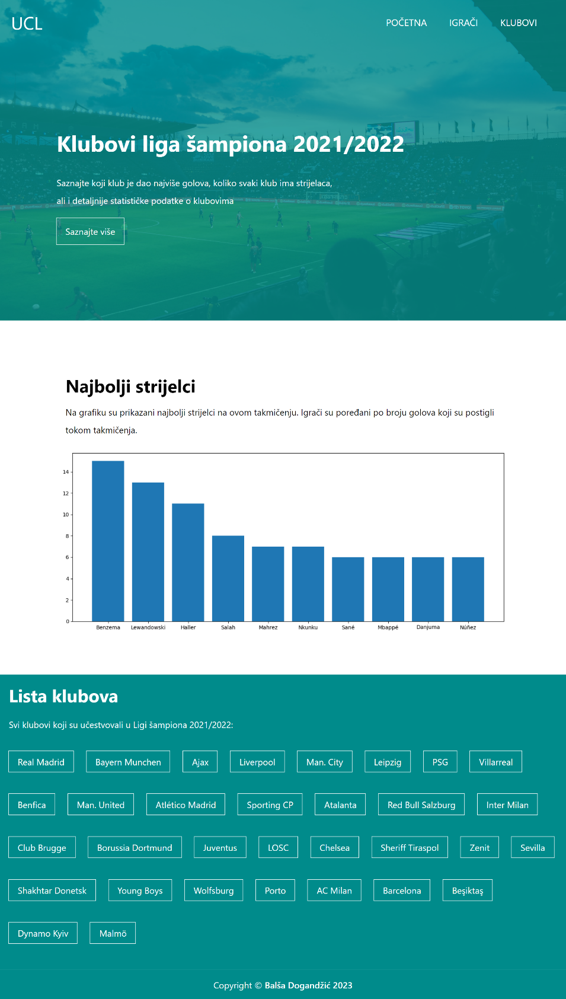 UCL
POČETNA IGRAČI KLUBOVI
Klubovi liga šampiona 2021/2022
Saznajte koji klub je dao najviše golova, koliko svaki klub ima strijelaca,
ali i detaljnije statističke podatke o klubovima
Saznajte više
Najbolji strijelci
Na grafiku su prikazani najbolji strijelci na ovom takmičenju. Igrači su poređani po broju golova koji su postigli
tokom takmičenja.
14
12
10
8
6
4
2
0
Benzema Lewandowski Haller Salah Mahrez Nkunku Sané Mbappé Danjuma Núñez
Lista klubova
Svi klubovi koji su učestvovali u Ligi šampiona 2021/2022:
Real Madrid Bayern Munchen Ajax Liverpool Man. City Leipzig PSG Villarreal
Benfica Man. United Atlético Madrid Sporting CP Atalanta Red Bull Salzburg Inter Milan
Club Brugge Borussia Dortmund Juventus LOSC Chelsea Sheriff Tiraspol Zenit Sevilla
Shakhtar Donetsk Young Boys Wolfsburg Porto AC Milan Barcelona Beşiktaş
Dynamo Kyiv Malmö
Copyright © Balša Dogandžić 2023